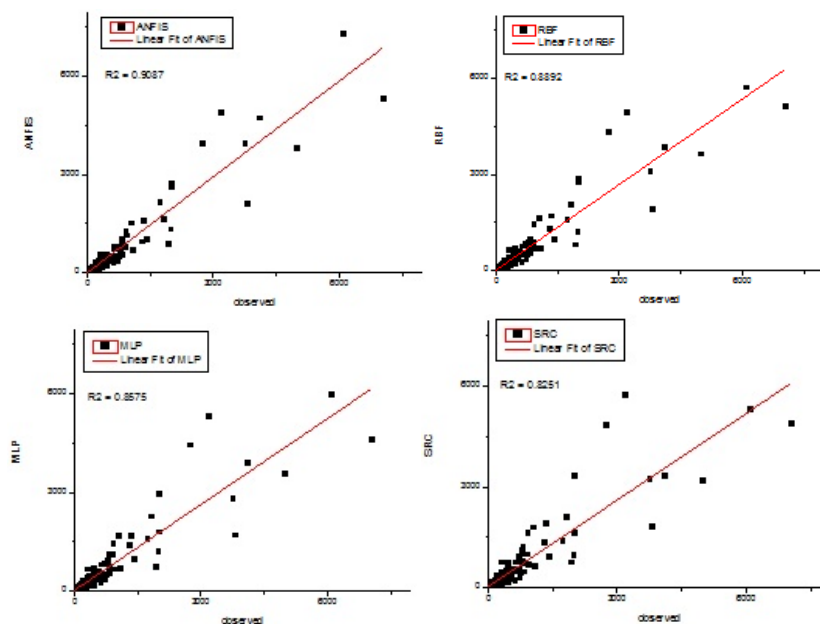 ANFIS
Linear Fit of ANFIS
R2 = 0.9087
6000
3000
0
ANFIS
0
3000
6000
observed
RBF
Linear Fit of RBF
R2 = 0.8892
6000
3000
0
RBF
0
3000
6000
observed
MLP
Linear Fit of MLP
R2 = 0.8575
6000
3000
0
MLP
0
3000
6000
observed
SRC
Linear Fit of SRC
R2 = 0.8251
6000
3000
0
SRC
0
3000
6000
observed